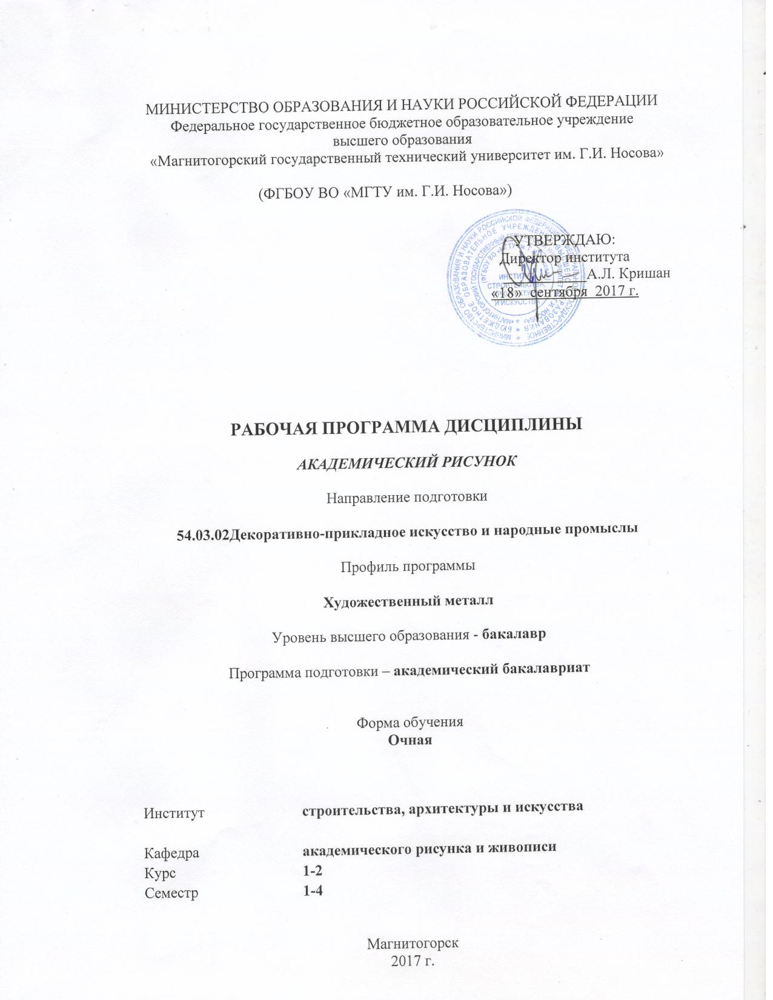 МИНИСТЕРСТВО ОБРАЗОВАНИЯ И НАУКИ РОССИЙСКОЙ ФЕДЕРАЦИИ
Федеральное государственное бюджетное образовательное учреждение
высшего образования
«Магнитогорский государственный технический университет им. Г.И. Носова»
(ФГБОУ ВО «МГТУ им. Г.И. Носова»)
УТВЕРЖДАЮ:
Директор института
А.Л. Кришан
«18» сентября 2017 г.
РАБОЧАЯ ПРОГРАММА ДИСЦИПЛИНЫ
АКАДЕМИЧЕСКИЙ РИСУНОК
Направление подготовки
54.03.02Декоративно-прикладное искусство и народные промыслы
Профиль программы
Художественный металл
Уровень высшего образования - бакалавр
Программа подготовки – академический бакалавриат
Форма обучения
Очная
Институт строительства, архитектуры и искусства
Кафедра академического рисунка и живописи
Курс 1-2
Семестр 1-4
Магнитогорск
2017 г.